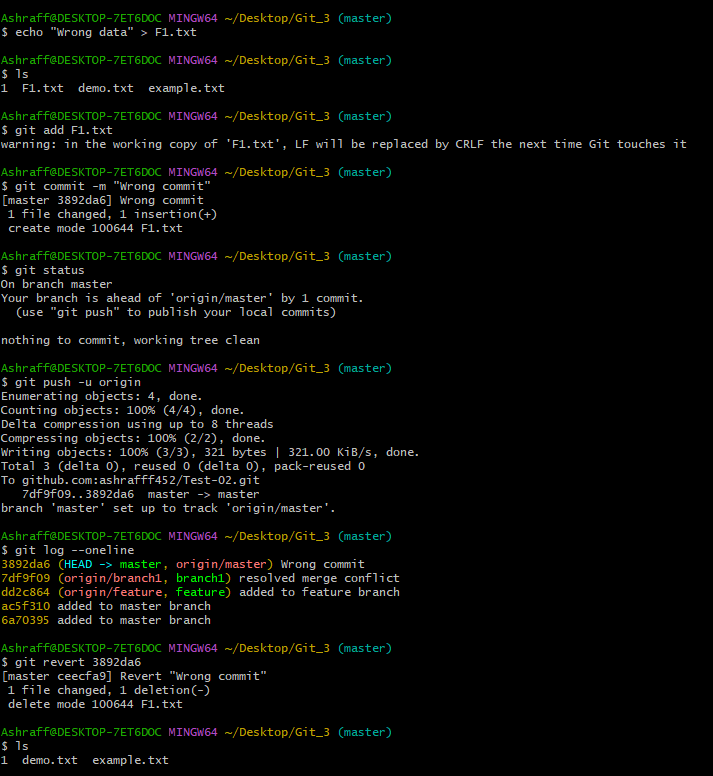 Ashraff@DESKTOP-7ET6DOC MINGW64 ~/Desktop/Git_3 (master)
$ echo "Wrong data" > F1.txt
Ashraff@DESKTOP-7ET6DOC MINGW64 ~/Desktop/Git_3 (master)
$ ls
1  F1.txt  demo.txt  example.txt
Ashraff@DESKTOP-7ET6DOC MINGW64 ~/Desktop/Git_3 (master)
$ git add F1.txt
warning: in the working copy of 'F1.txt', LF will be replaced by CRLF the next time Git touches it
Ashraff@DESKTOP-7ET6DOC MINGW64 ~/Desktop/Git_3 (master)
$ git commit -m "Wrong commit"
[master 3892da6] Wrong commit
 1 file changed, 1 insertion(+)
 create mode 100644 F1.txt
Ashraff@DESKTOP-7ET6DOC MINGW64 ~/Desktop/Git_3 (master)
$ git status
On branch master
Your branch is ahead of 'origin/master' by 1 commit.
  (use "git push" to publish your local commits)
nothing to commit, working tree clean
Ashraff@DESKTOP-7ET6DOC MINGW64 ~/Desktop/Git_3 (master)
$ git push -u origin
Enumerating objects: 4, done.
Counting objects: 100% (4/4), done.
Delta compression using up to 8 threads
Compressing objects: 100% (2/2), done.
Writing objects: 100% (3/3), 321 bytes | 321.00 KiB/s, done.
Total 3 (delta 0), reused 0 (delta 0), pack-reused 0
To github.com:ashrafff452/Test-02.git
   7df9f09..3892da6  master -> master
branch 'master' set up to track 'origin/master'.
Ashraff@DESKTOP-7ET6DOC MINGW64 ~/Desktop/Git_3 (master)
$ git log --oneline
3892da6 (HEAD -> master, origin/master) Wrong commit
7df9f09 (origin/branch1, branch1) resolved merge conflict
dd2c864 (origin/feature, feature) added to feature branch
ac5f310 added to master branch
6a70395 added to master branch
Ashraff@DESKTOP-7ET6DOC MINGW64 ~/Desktop/Git_3 (master)
$ git revert 3892da6
[master ceecfa9] Revert "Wrong commit"
 1 file changed, 1 deletion(-)
 delete mode 100644 F1.txt
Ashraff@DESKTOP-7ET6DOC MINGW64 ~/Desktop/Git_3 (master)
$ ls
1  demo.txt  example.txt